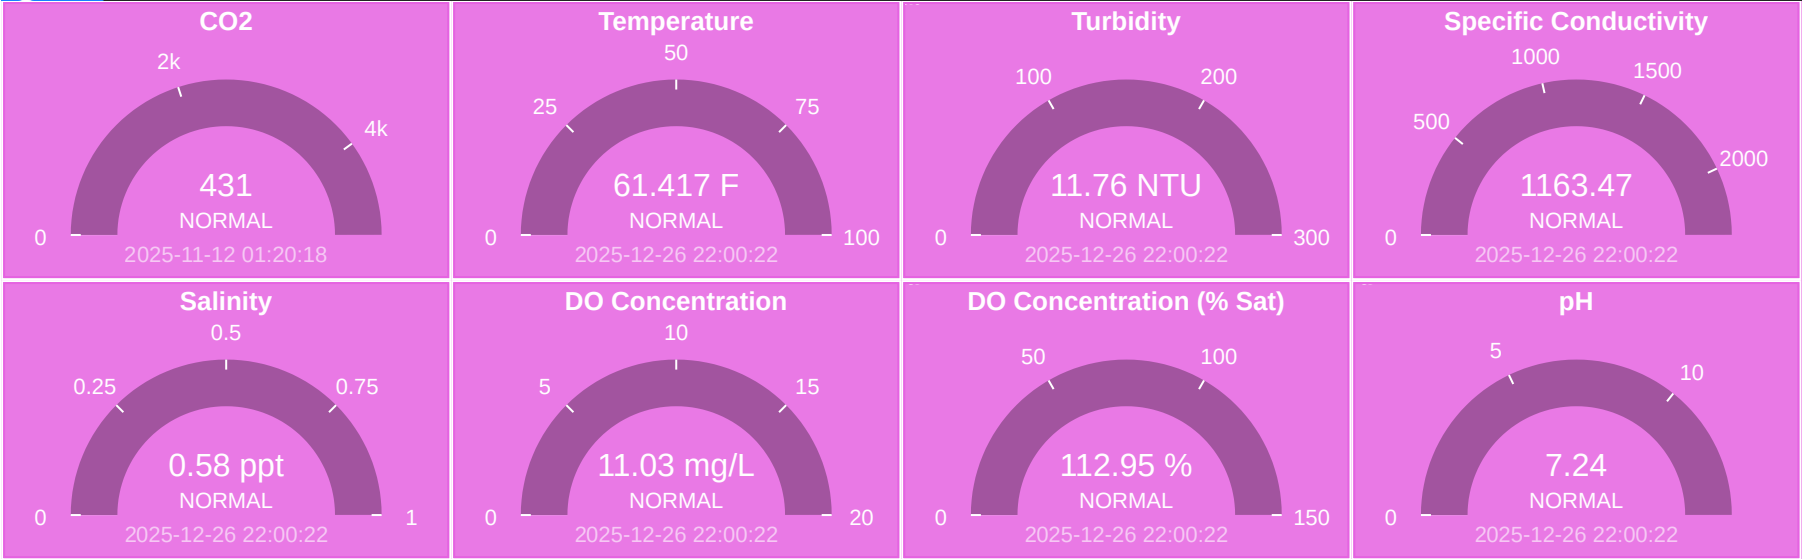 CO2
2k
4k
0
431
NORMAL
2025-11-12 01:20:18
Temperature
50
25
75
0
100
61.417 F
NORMAL
2025-12-26 22:00:22
Turbidity
100
200
0
300
11.76 NTU
NORMAL
2025-12-26 22:00:22
Specific Conductivity
1000
1500
500
2000
0
1163.47
NORMAL
2025-12-26 22:00:22
Salinity
0.5
0.25
0.75
0
1
0.58 ppt
NORMAL
2025-12-26 22:00:22
DO Concentration
10
5
15
0
20
11.03 mg/L
NORMAL
2025-12-26 22:00:22
DO Concentration (% Sat)
50
100
0
150
112.95 %
NORMAL
2025-12-26 22:00:22
pH
5
10
0
7.24
NORMAL
2025-12-26 22:00:22